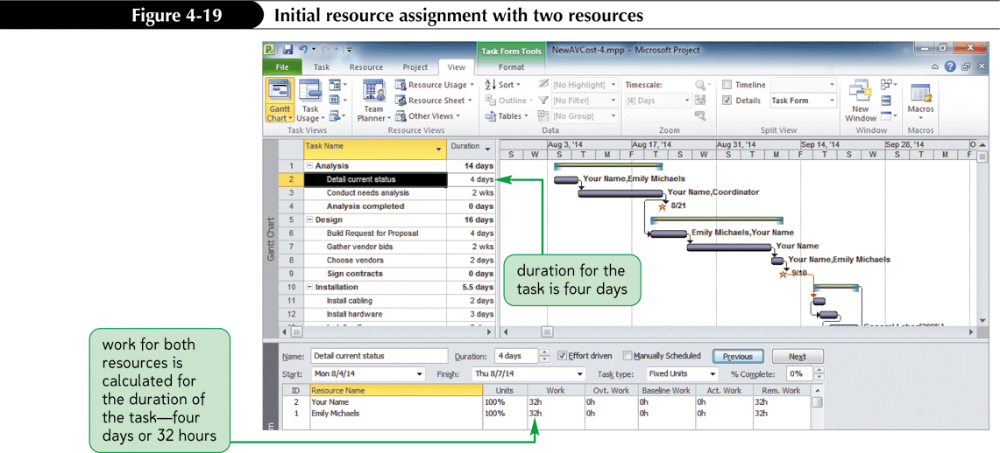 Figure 4-19 Initial resource assignment with two resources
Task Form Tools NewAVCost-4.mpp - Microsoft Project
File Task Resource Project View Format
Gantt Chart
Task Usage
Task Views
Team Planner
Resource Usage
Resource Sheet
Other Views
Resource Views
Sort
Outline
Tables
[No Highlight]
[No Filter]
[No Group]
Data
Timescale:
[4] Days
Zoom
Timeline
Details Task Form
Split View
New Window
Window
Macros
Macros
Task Name Duration Aug 3, '14 Aug 17, '14 Aug 31, '14 Sep 14, '14 Sep 28, '14 O
S W S T M F T S W S T M F
1 Analysis 14 days
2 Detail current status 4 days Your Name,Emily Michaels
3 Conduct needs analysis 2 wks Your Name,Coordinator
4 Analysis completed 0 days 8/21
5 Design 16 days
6 Build Request for Proposal 4 days Emily Michaels,Your Name
7 Gather vendor bids 2 wks Your Name
8 Choose vendors 2 days Your Name,Emily Michaels
9 Sign contracts 0 days 9/10
10 Installation 5.5 days
11 Install cabling 2 days
12 Install hardware 3 days
Gantt Chart
duration for the
task is four days
work for both
resources is
calculated for
the duration of
the task—four
days or 32 hours
Name: Detail current status Duration: 4 days Effort driven Manually Scheduled Previous Next
Start: Mon 8/4/14 Finish: Thu 8/7/14 Task type: Fixed Units % Complete: 0%
ID Resource Name Units Work Ovt. Work Baseline Work Act. Work Rem. Work
2 Your Name 100% 32h 0h 0h 0h 32h
1 Emily Michaels 100% 32h 0h 0h 0h 32h